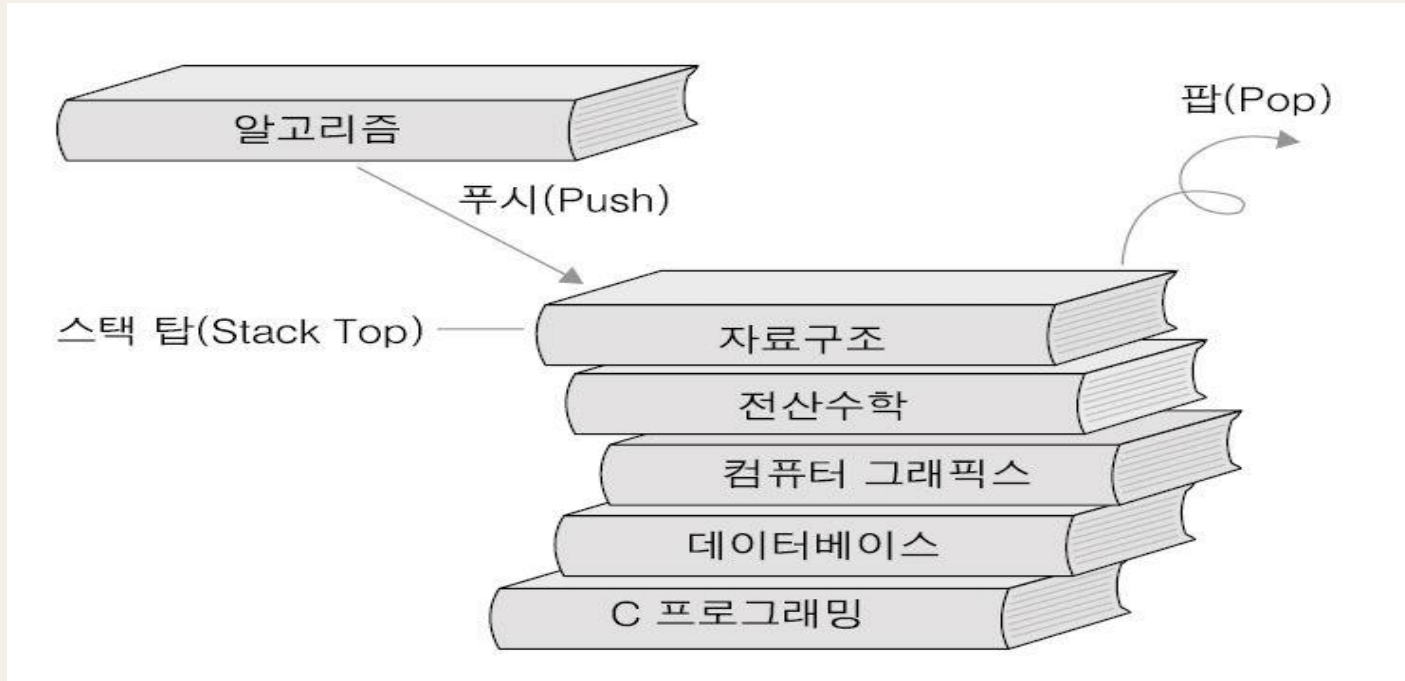 알고리즘
팝(Pop)
푸시(Push)
스택 탑(Stack Top)
자료구조
전산수학
컴퓨터 그래픽스
데이터베이스
C 프로그래밍